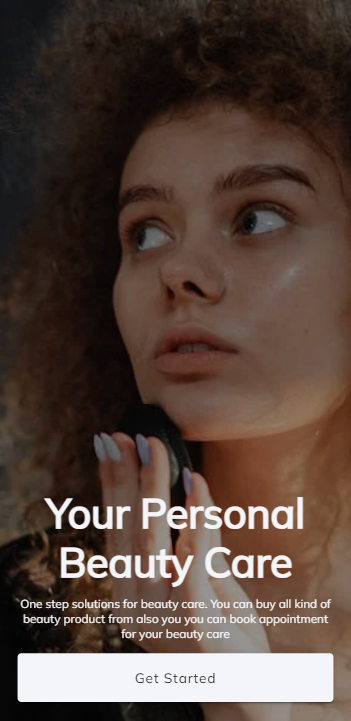 Your Personal
Beauty Care
One step solutions for beauty care. You can buy all kind of
beauty product from also you you can book appointment
for your beauty care
Get Started